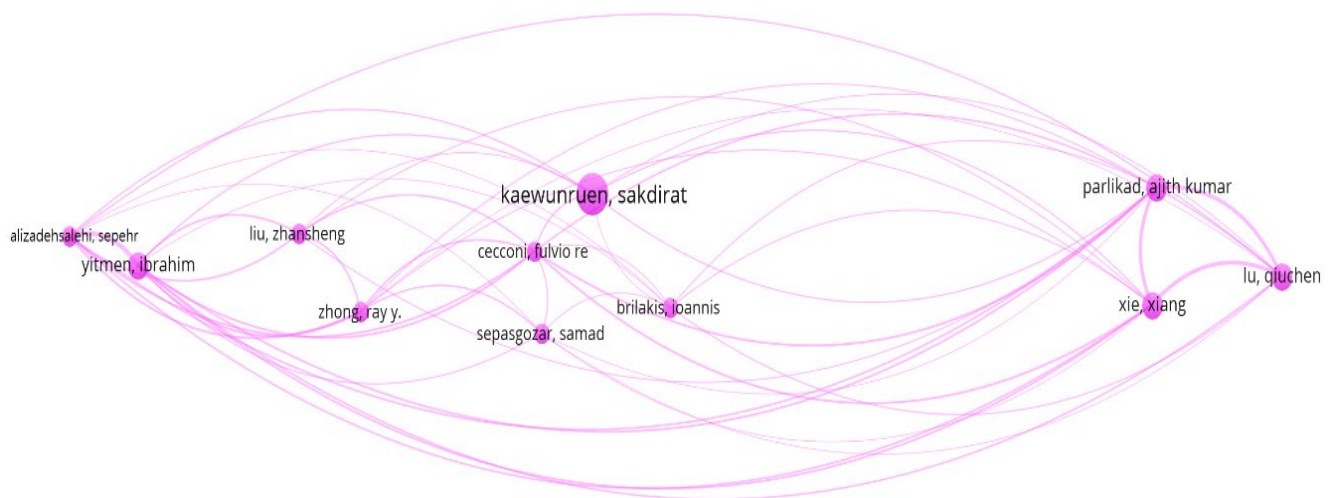 kaewunruen, sakdirat
parlikad, ajith kumar
alizadehsalehi, sepehr
liu, zhansheng
yitmen, ibrahim
cecconi, fulvio re
lu, qiuchen
zhong, ray y.
brilakis, ioannis
xie, xiang
sepasgozar, samad